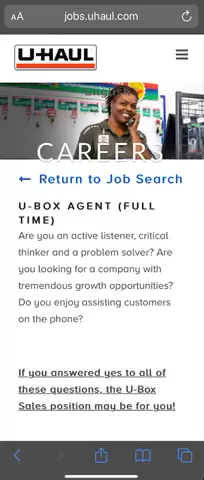 AA jobs.uhaul.com
U-HAUL
CAREERS
← Return to Job Search
U-BOX AGENT (FULL
TIME)
Are you an active listener, critical
thinker and a problem solver? Are
you looking for a company with
tremendous growth opportunities?
Do you enjoy assisting customers
on the phone?
If you answered yes to all of
these questions, the U-Box
Sales position may be for you!